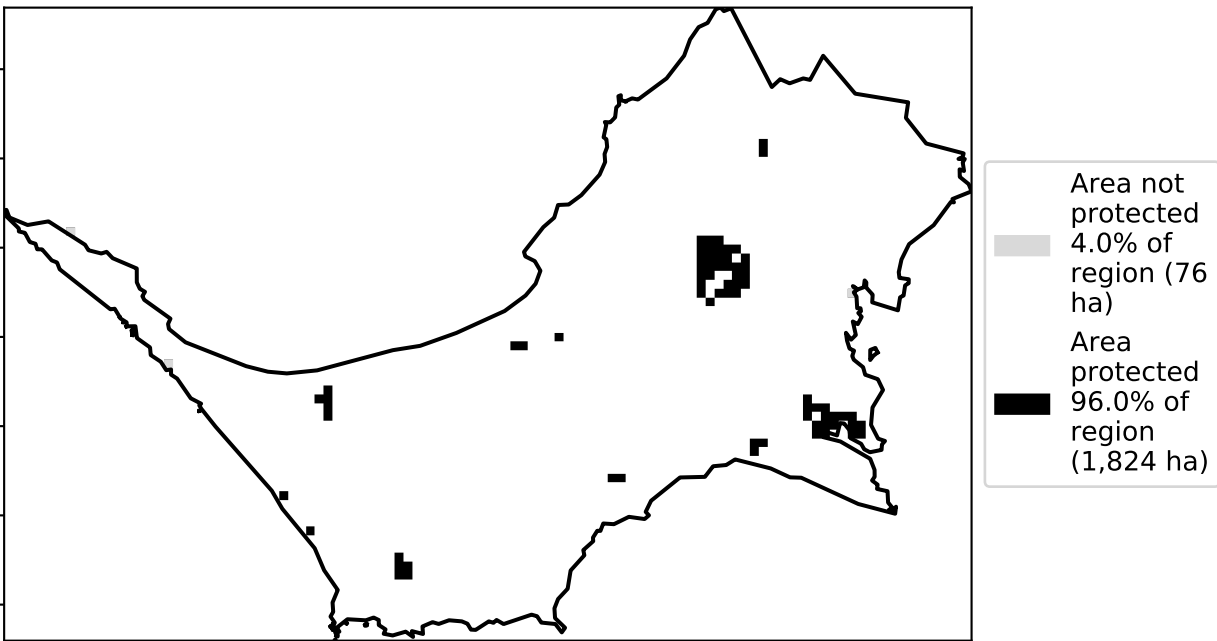 Area not
protected
4.0% of
region (76
ha)
Area
protected
96.0% of
region
(1,824 ha)